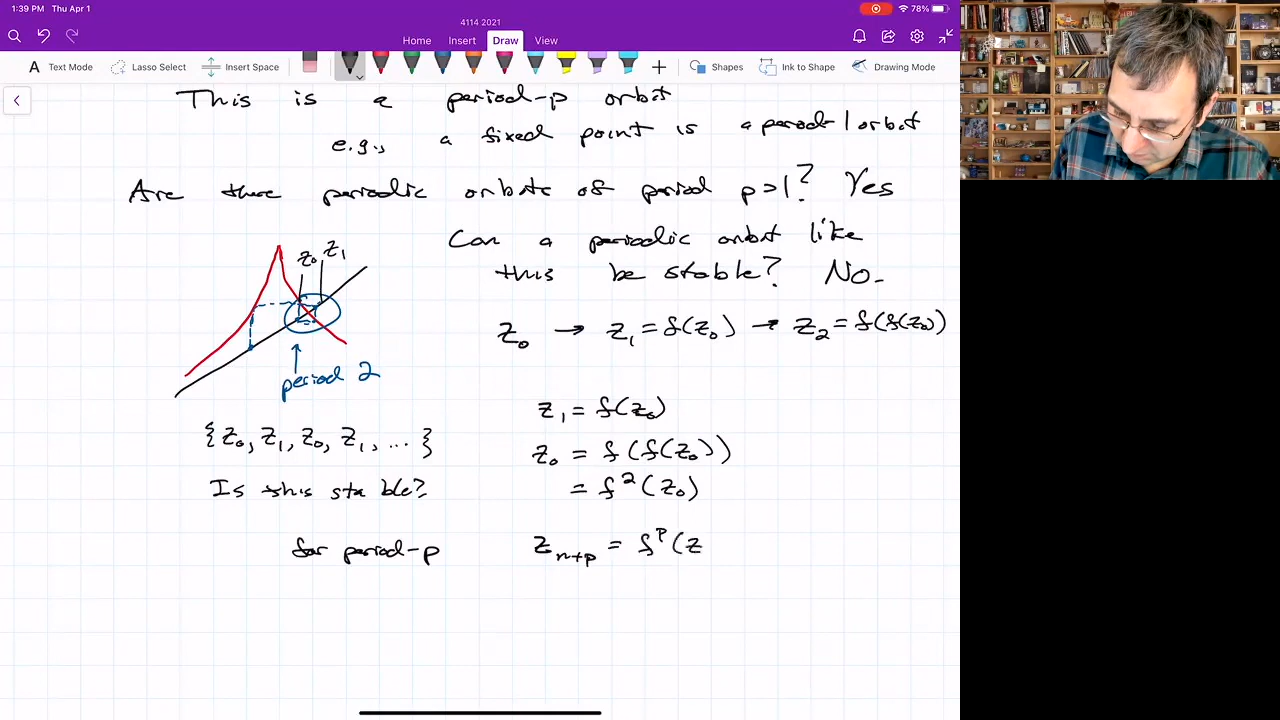 1:39 PM Thu Apr 1
78%
4114 2021
Home Insert Draw View
Text Mode Lasso Select Insert Space Shapes Ink to Shape Drawing Mode
This is a period-p orbit
e.g., a fixed point is a period-1 orbit
Are there periodic orbits of period p>1? Yes
Can a periodic orbit like
this be stable? No.
z₀ z₁
z₀ → z₁ = f(z₀) → z₂ = f(f(z₀))
period 2
z₁ = f(z₀)
{z₀, z₁, z₀, z₁, ... }
z₀ = f(f(z₀))
= f²(z₀)
Is this stable?
for period-p zₙ₊ₚ = fᵖ(z